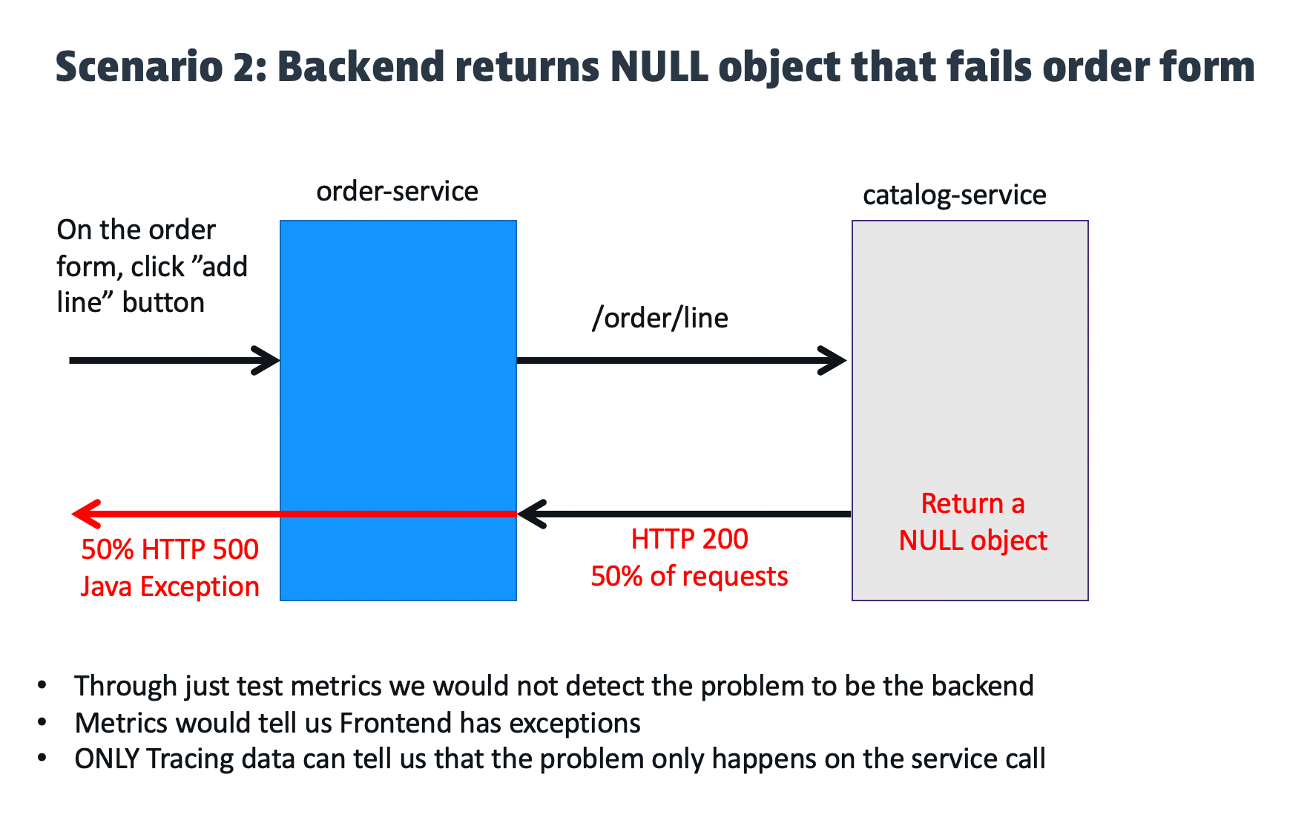 Scenario 2: Backend returns NULL object that fails order form
order-service
catalog-service
On the order
form, click ”add
line” button
/order/line
Return a
NULL object
HTTP 200
50% of requests
50% HTTP 500
Java Exception
• Through just test metrics we would not detect the problem to be the backend
• Metrics would tell us Frontend has exceptions
• ONLY Tracing data can tell us that the problem only happens on the service call